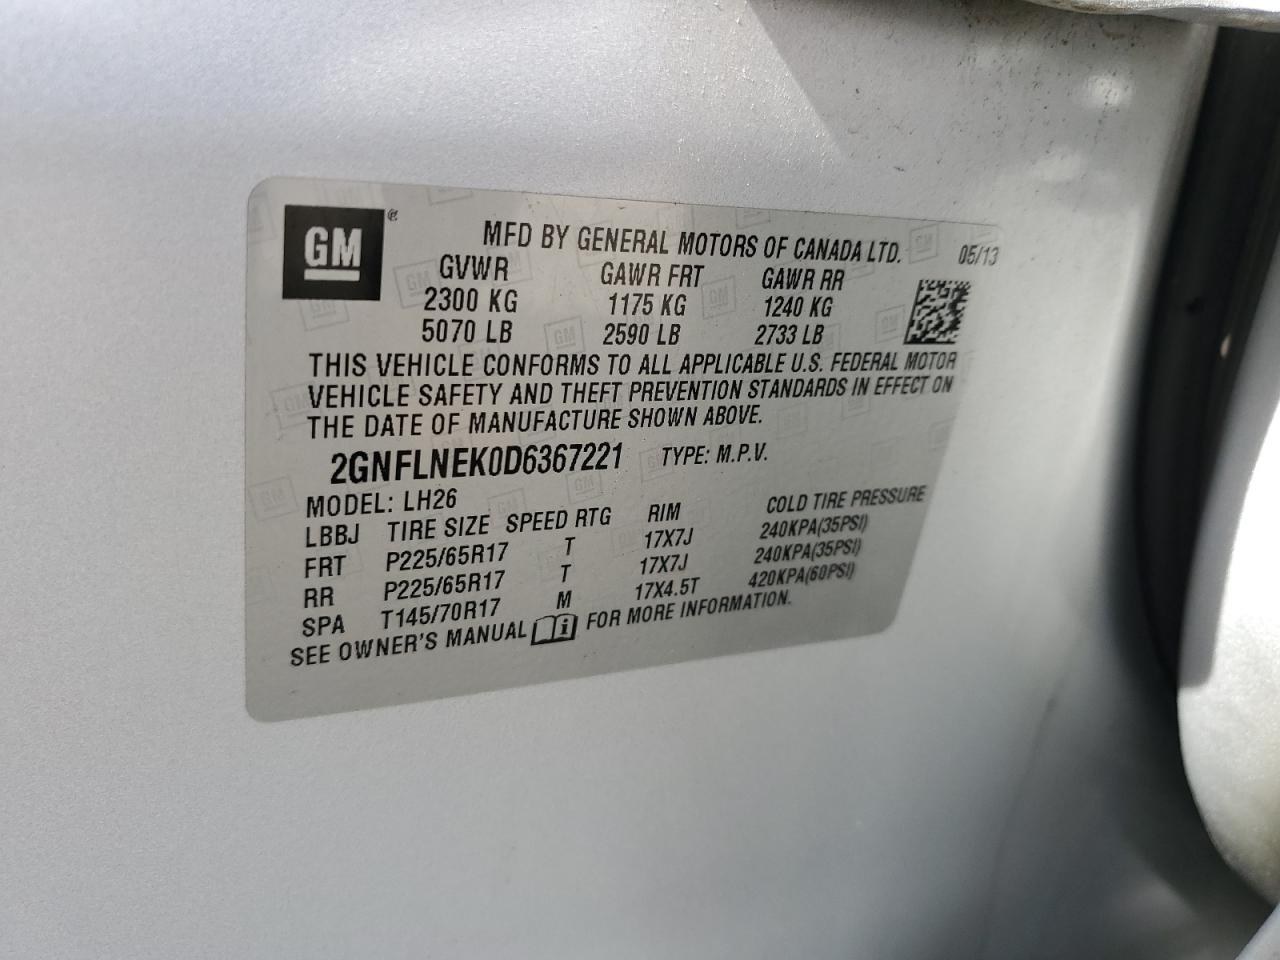 GM ®
MFD BY GENERAL MOTORS OF CANADA LTD. 05/13
GVWR GAWR FRT GAWR RR
2300 KG 1175 KG 1240 KG
5070 LB 2590 LB 2733 LB
THIS VEHICLE CONFORMS TO ALL APPLICABLE U.S. FEDERAL MOTOR
VEHICLE SAFETY AND THEFT PREVENTION STANDARDS IN EFFECT ON
THE DATE OF MANUFACTURE SHOWN ABOVE.
2GNFLNEK0D6367221 TYPE: M.P.V.
MODEL: LH26
LBBJ TIRE SIZE SPEED RTG RIM COLD TIRE PRESSURE
FRT P225/65R17 T 17X7J 240KPA(35PSI)
RR P225/65R17 T 17X7J 240KPA(35PSI)
SPA T145/70R17 M 17X4.5T 420KPA(60PSI)
SEE OWNER'S MANUAL i FOR MORE INFORMATION.